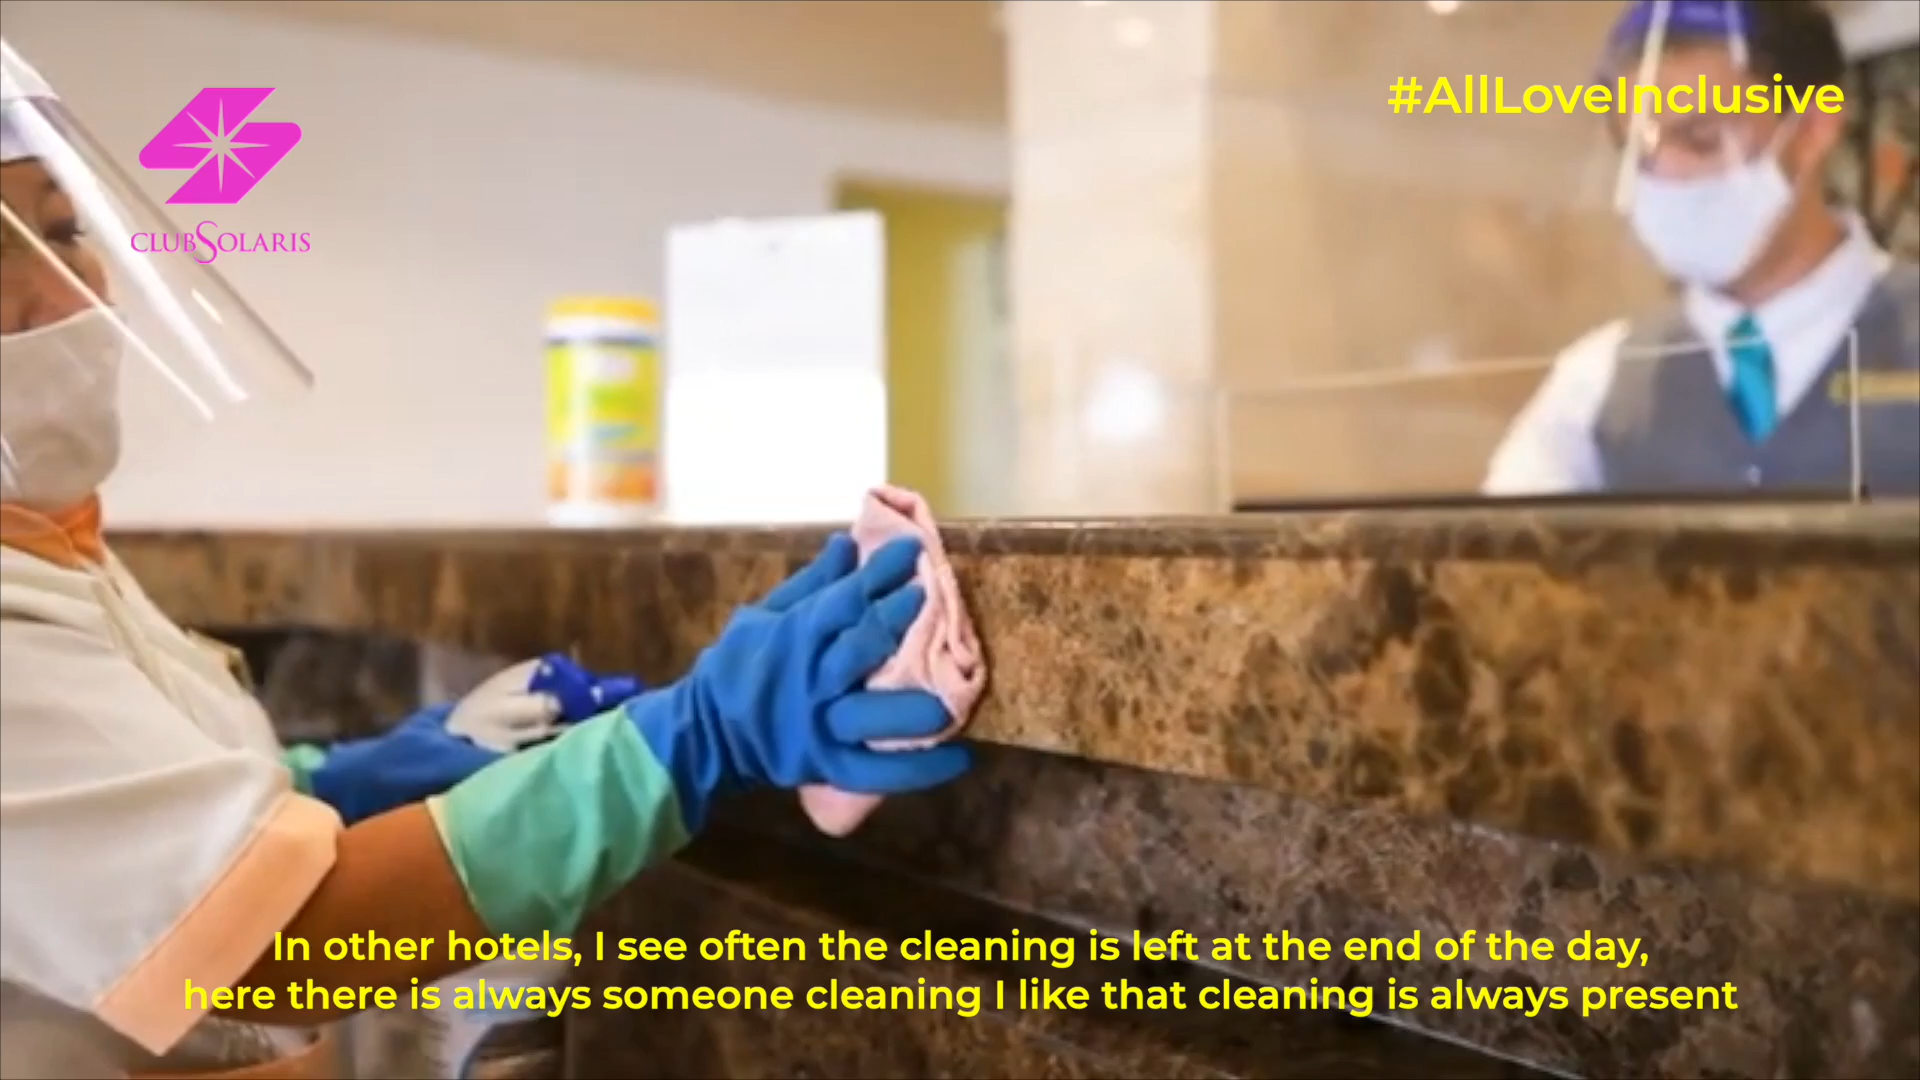 #AllLoveInclusive
CLUBSOLARIS
In other hotels, I see often the cleaning is left at the end of the day,
here there is always someone cleaning I like that cleaning is always present